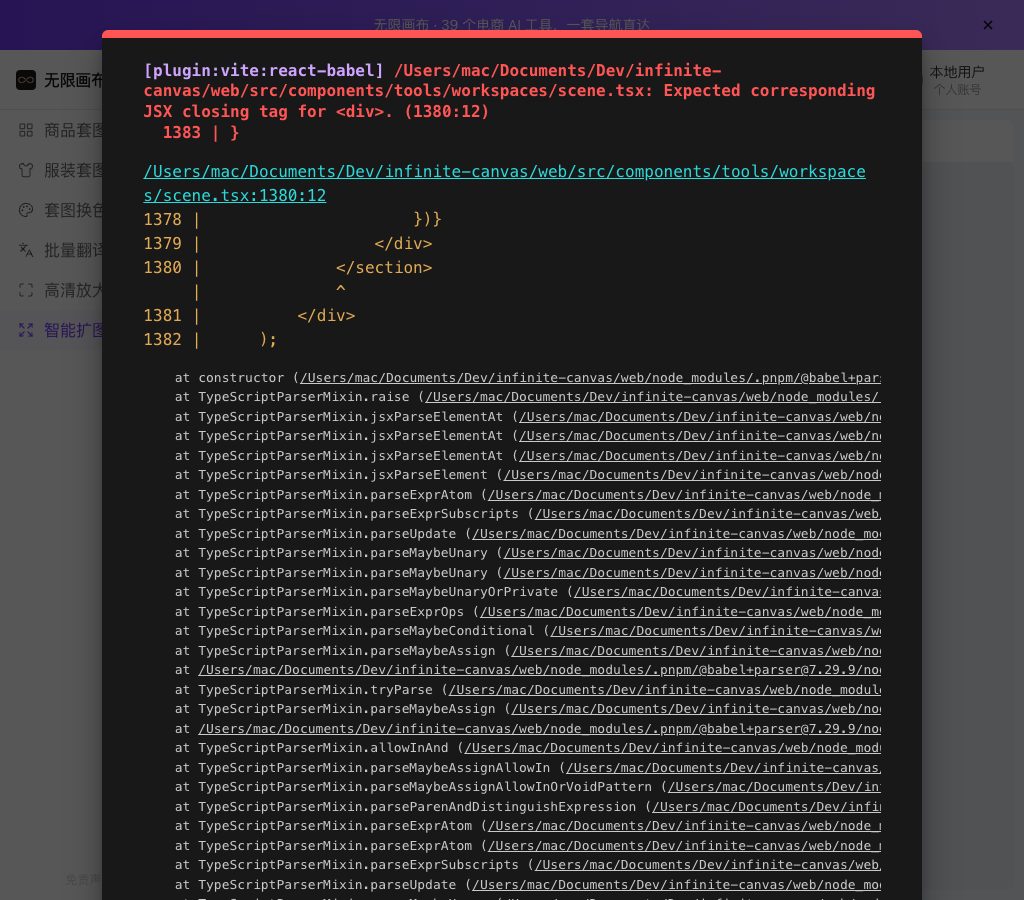 无限画布 · 39 个电商 AI 工具，一套导航直达
✕
无限画布
本地用户
个人账号
商品套图
服装套图
套图换色
批量翻译
高清放大
智能扩图
免责声
[plugin:vite:react-babel] /Users/mac/Documents/Dev/infinite-
canvas/web/src/components/tools/workspaces/scene.tsx: Expected corresponding
JSX closing tag for <div>. (1380:12)
1383 | }
/Users/mac/Documents/Dev/infinite-canvas/web/src/components/tools/workspace
s/scene.tsx:1380:12
1378 |                      })}
1379 |                  </div>
1380 |              </section>
     |              ^
1381 |          </div>
1382 |      );
at constructor (/Users/mac/Documents/Dev/infinite-canvas/web/node_modules/.pnpm/@babel+par
at TypeScriptParserMixin.raise (/Users/mac/Documents/Dev/infinite-canvas/web/node_modules/
at TypeScriptParserMixin.jsxParseElementAt (/Users/mac/Documents/Dev/infinite-canvas/web/n
at TypeScriptParserMixin.jsxParseElementAt (/Users/mac/Documents/Dev/infinite-canvas/web/n
at TypeScriptParserMixin.jsxParseElementAt (/Users/mac/Documents/Dev/infinite-canvas/web/n
at TypeScriptParserMixin.jsxParseElement (/Users/mac/Documents/Dev/infinite-canvas/web/node
at TypeScriptParserMixin.parseExprAtom (/Users/mac/Documents/Dev/infinite-canvas/web/node_m
at TypeScriptParserMixin.parseExprSubscripts (/Users/mac/Documents/Dev/infinite-canvas/web/
at TypeScriptParserMixin.parseUpdate (/Users/mac/Documents/Dev/infinite-canvas/web/node_mod
at TypeScriptParserMixin.parseMaybeUnary (/Users/mac/Documents/Dev/infinite-canvas/web/node
at TypeScriptParserMixin.parseMaybeUnary (/Users/mac/Documents/Dev/infinite-canvas/web/node
at TypeScriptParserMixin.parseMaybeUnaryOrPrivate (/Users/mac/Documents/Dev/infinite-canvas
at TypeScriptParserMixin.parseExprOps (/Users/mac/Documents/Dev/infinite-canvas/web/node_m
at TypeScriptParserMixin.parseMaybeConditional (/Users/mac/Documents/Dev/infinite-canvas/w
at TypeScriptParserMixin.parseMaybeAssign (/Users/mac/Documents/Dev/infinite-canvas/web/nod
at /Users/mac/Documents/Dev/infinite-canvas/web/node_modules/.pnpm/@babel+parser@7.29.9/nod
at TypeScriptParserMixin.tryParse (/Users/mac/Documents/Dev/infinite-canvas/web/node_modul
at TypeScriptParserMixin.parseMaybeAssign (/Users/mac/Documents/Dev/infinite-canvas/web/nod
at /Users/mac/Documents/Dev/infinite-canvas/web/node_modules/.pnpm/@babel+parser@7.29.9/nod
at TypeScriptParserMixin.allowInAnd (/Users/mac/Documents/Dev/infinite-canvas/web/node_mod
at TypeScriptParserMixin.parseMaybeAssignAllowIn (/Users/mac/Documents/Dev/infinite-canvas
at TypeScriptParserMixin.parseMaybeAssignAllowInOrVoidPattern (/Users/mac/Documents/Dev/in
at TypeScriptParserMixin.parseParenAndDistinguishExpression (/Users/mac/Documents/Dev/infi
at TypeScriptParserMixin.parseExprAtom (/Users/mac/Documents/Dev/infinite-canvas/web/node_m
at TypeScriptParserMixin.parseExprAtom (/Users/mac/Documents/Dev/infinite-canvas/web/node_m
at TypeScriptParserMixin.parseExprSubscripts (/Users/mac/Documents/Dev/infinite-canvas/web/
at TypeScriptParserMixin.parseUpdate (/Users/mac/Documents/Dev/infinite-canvas/web/node_mod